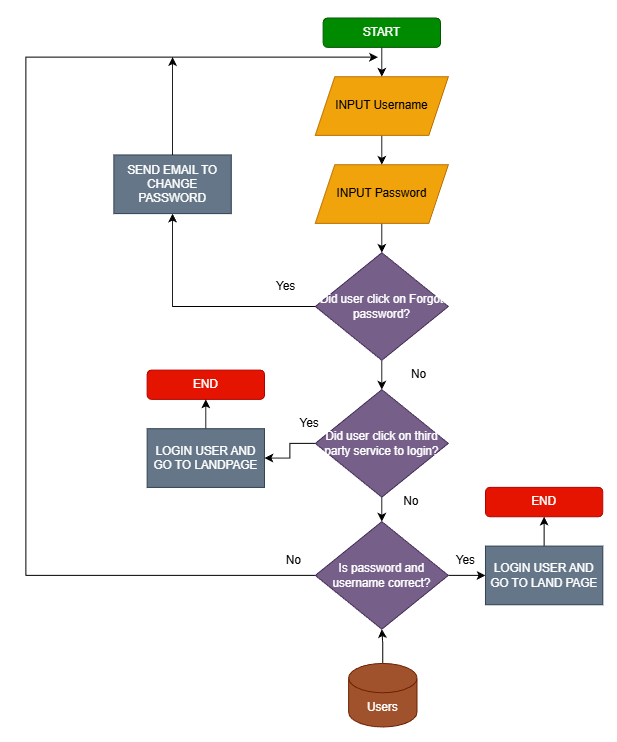 START
INPUT Username
SEND EMAIL TO
CHANGE
PASSWORD
INPUT Password
Yes
Did user click on Forgot
password?
No
END
Yes
LOGIN USER AND
GO TO LANDPAGE
Did user click on third
party service to login?
No
END
No
Is password and
username correct?
Yes
LOGIN USER AND
GO TO LAND PAGE
Users